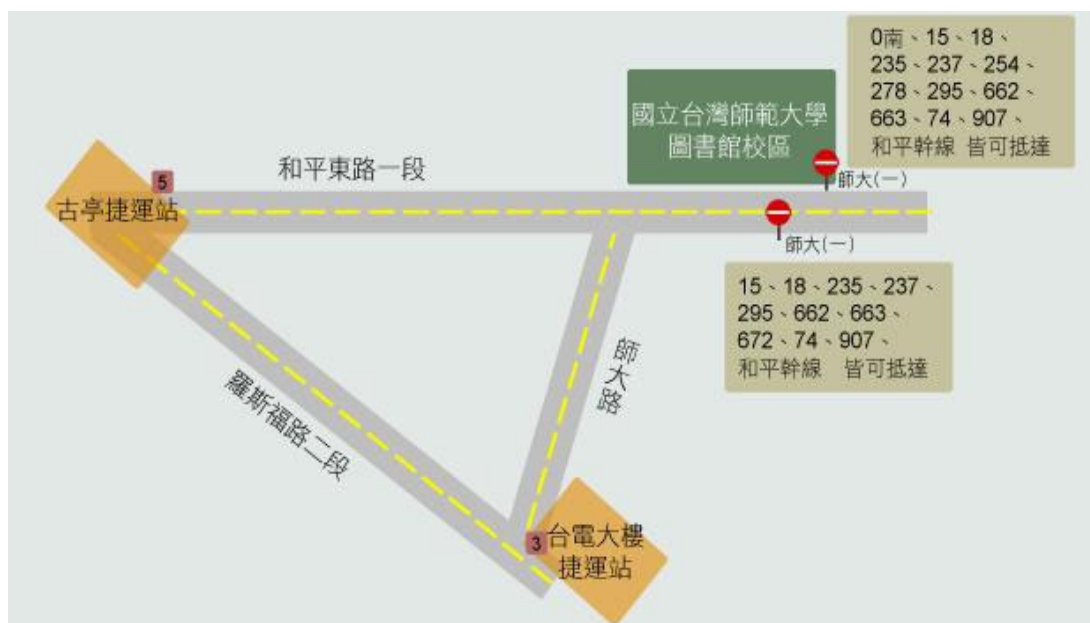 0南、15、18、
235、237、254、
278、295、662、
663、74、907、
和平幹線 皆可抵達
國立台灣師範大學
圖書館校區
和平東路一段
師大(一)
5
古亭捷運站
師大(一)
15、18、235、237、
295、662、663、
672、74、907、
和平幹線 皆可抵達
師大路
羅斯福路二段
3
台電大樓
捷運站